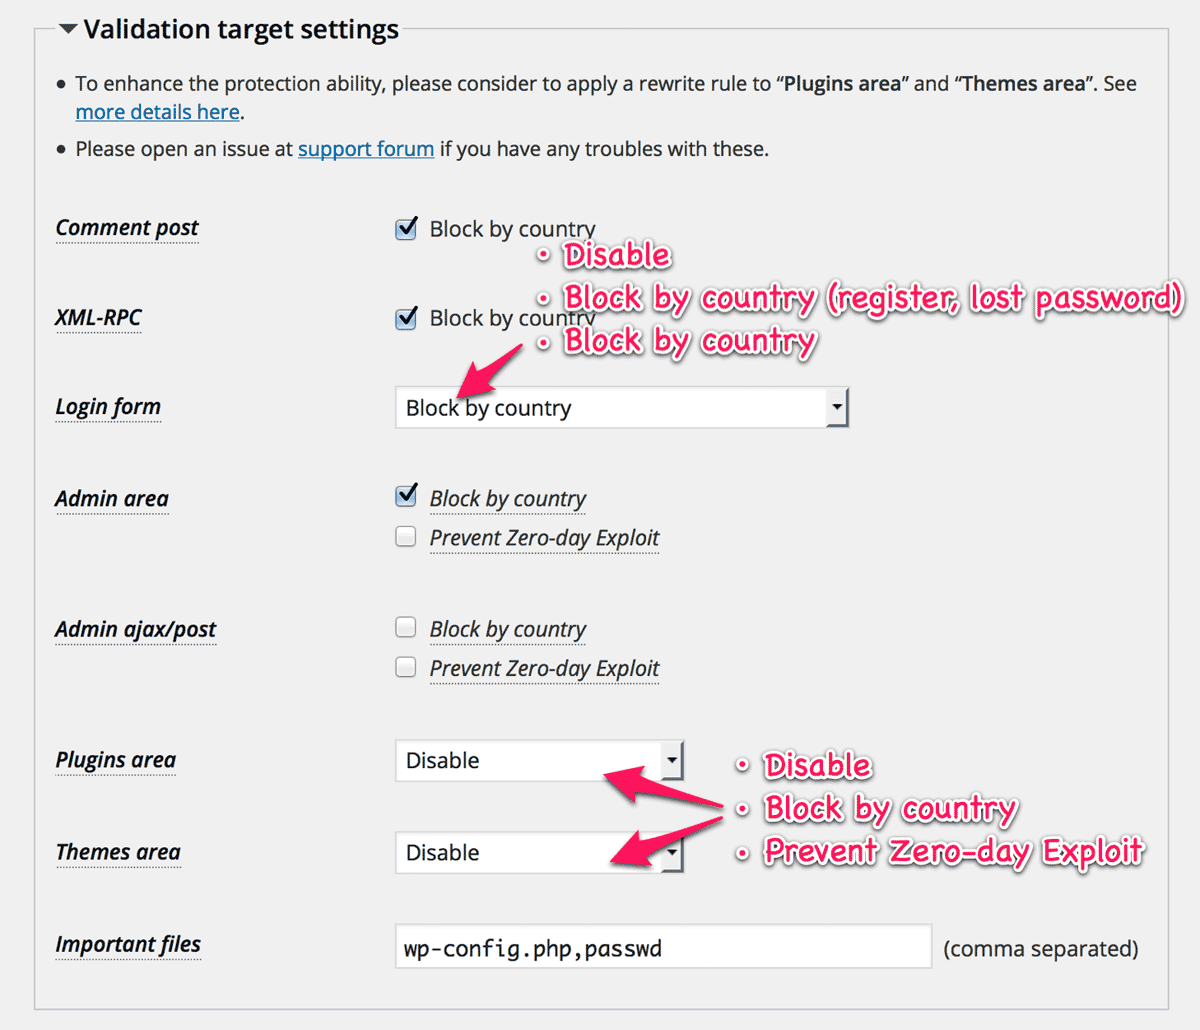 Validation target settings
• To enhance the protection ability, please consider to apply a rewrite rule to “Plugins area” and “Themes area”. See
more details here.
• Please open an issue at support forum if you have any troubles with these.
Comment post
Block by country
• Disable
• Block by country (register, lost password)
XML-RPC
Block by country
• Block by country
Login form
Block by country
Admin area
Block by country
Prevent Zero-day Exploit
Admin ajax/post
Block by country
Prevent Zero-day Exploit
Plugins area
Disable
• Disable
• Block by country
Themes area
Disable
• Prevent Zero-day Exploit
Important files
wp-config.php,passwd
(comma separated)